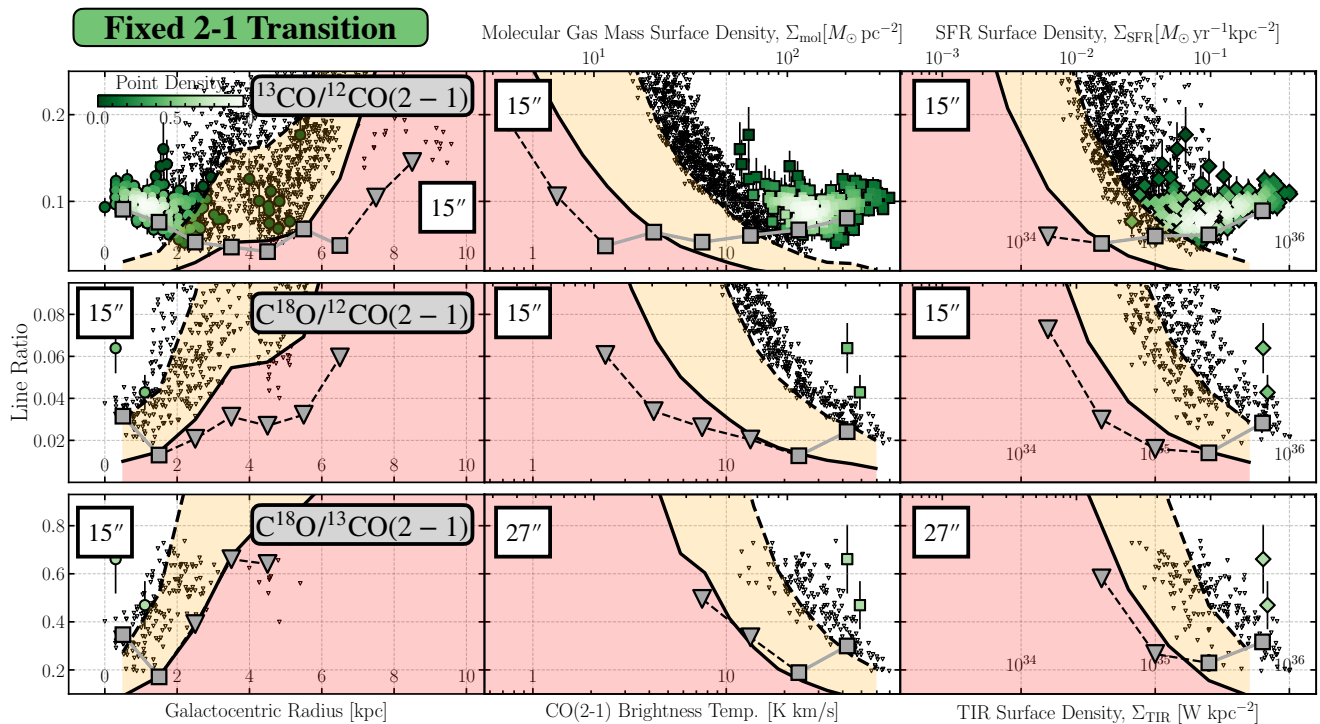 Fixed 2-1 Transition
Molecular Gas Mass Surface Density, Σmol[M⊙ pc⁻²]
SFR Surface Density, ΣSFR[M⊙ yr⁻¹kpc⁻²]
10¹ 10²
10⁻³ 10⁻² 10⁻¹
Point Density
0.0 0.5
¹³CO/¹²CO(2 − 1)
15″
15″
15″
0.2
0.1
0 2 4 6 8 10
1 10
10³⁴ 10³⁶
15″
C¹⁸O/¹²CO(2 − 1)
15″
15″
Line Ratio
0.08
0.06
0.04
0.02
0 2 4 6 8 10
1 10
10³⁴ 10³⁵ 10³⁶
15″
C¹⁸O/¹³CO(2 − 1)
27″
27″
0.8
0.6
0.4
0.2
0 2 4 6 8 10
1 10
10³⁴ 10³⁵ 10³⁶
Galactocentric Radius [kpc]
CO(2-1) Brightness Temp. [K km/s]
TIR Surface Density, ΣTIR [W kpc⁻²]